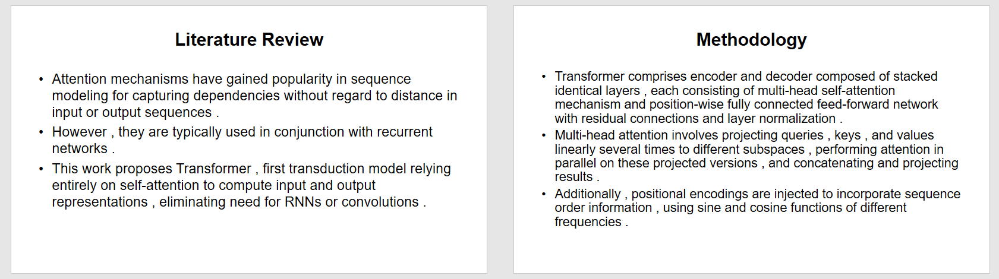 Literature Review
• Attention mechanisms have gained popularity in sequence
modeling for capturing dependencies without regard to distance in
input or output sequences .
• However , they are typically used in conjunction with recurrent
networks .
• This work proposes Transformer , first transduction model relying
entirely on self-attention to compute input and output
representations , eliminating need for RNNs or convolutions .
Methodology
• Transformer comprises encoder and decoder composed of stacked
identical layers , each consisting of multi-head self-attention
mechanism and position-wise fully connected feed-forward network
with residual connections and layer normalization .
• Multi-head attention involves projecting queries , keys , and values
linearly several times to different subspaces , performing attention in
parallel on these projected versions , and concatenating and projecting
results .
• Additionally , positional encodings are injected to incorporate sequence
order information , using sine and cosine functions of different
frequencies .